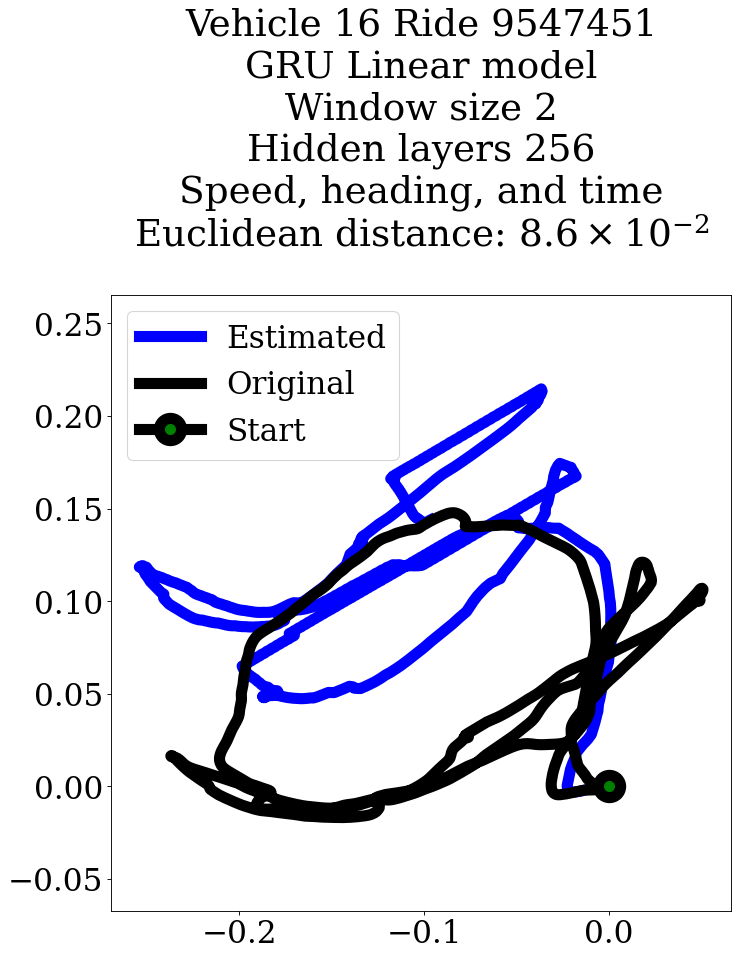 Vehicle 16 Ride 9547451
GRU Linear model
Window size 2
Hidden layers 256
Speed, heading, and time
Euclidean distance: 8.6 × 10⁻²
Estimated
Original
Start
0.25
0.20
0.15
0.10
0.05
0.00
−0.05
−0.2
−0.1
0.0